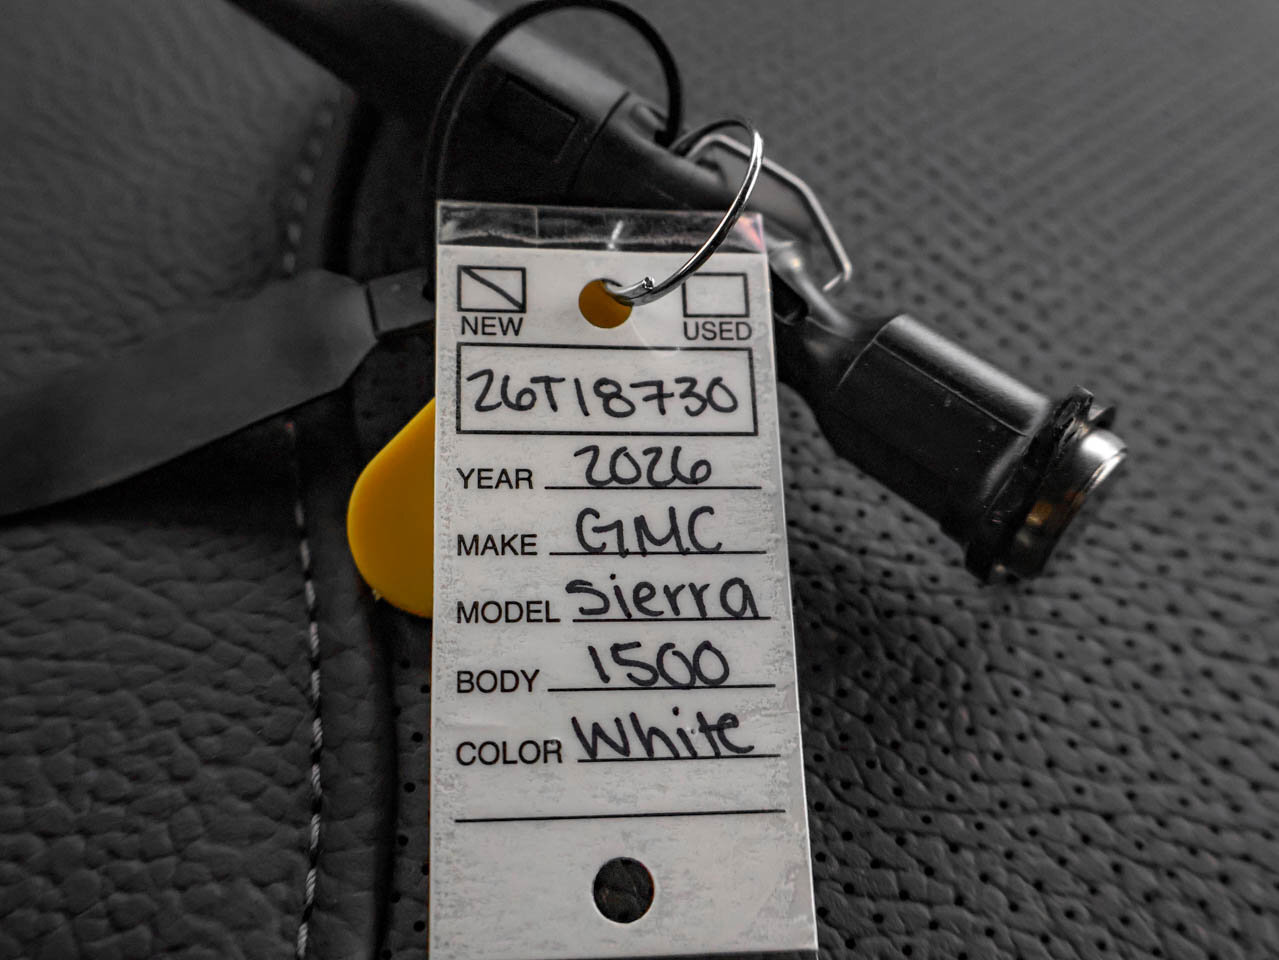 NEW USED
26T18730
YEAR 2026
MAKE GMC
MODEL Sierra
BODY 1500
COLOR White